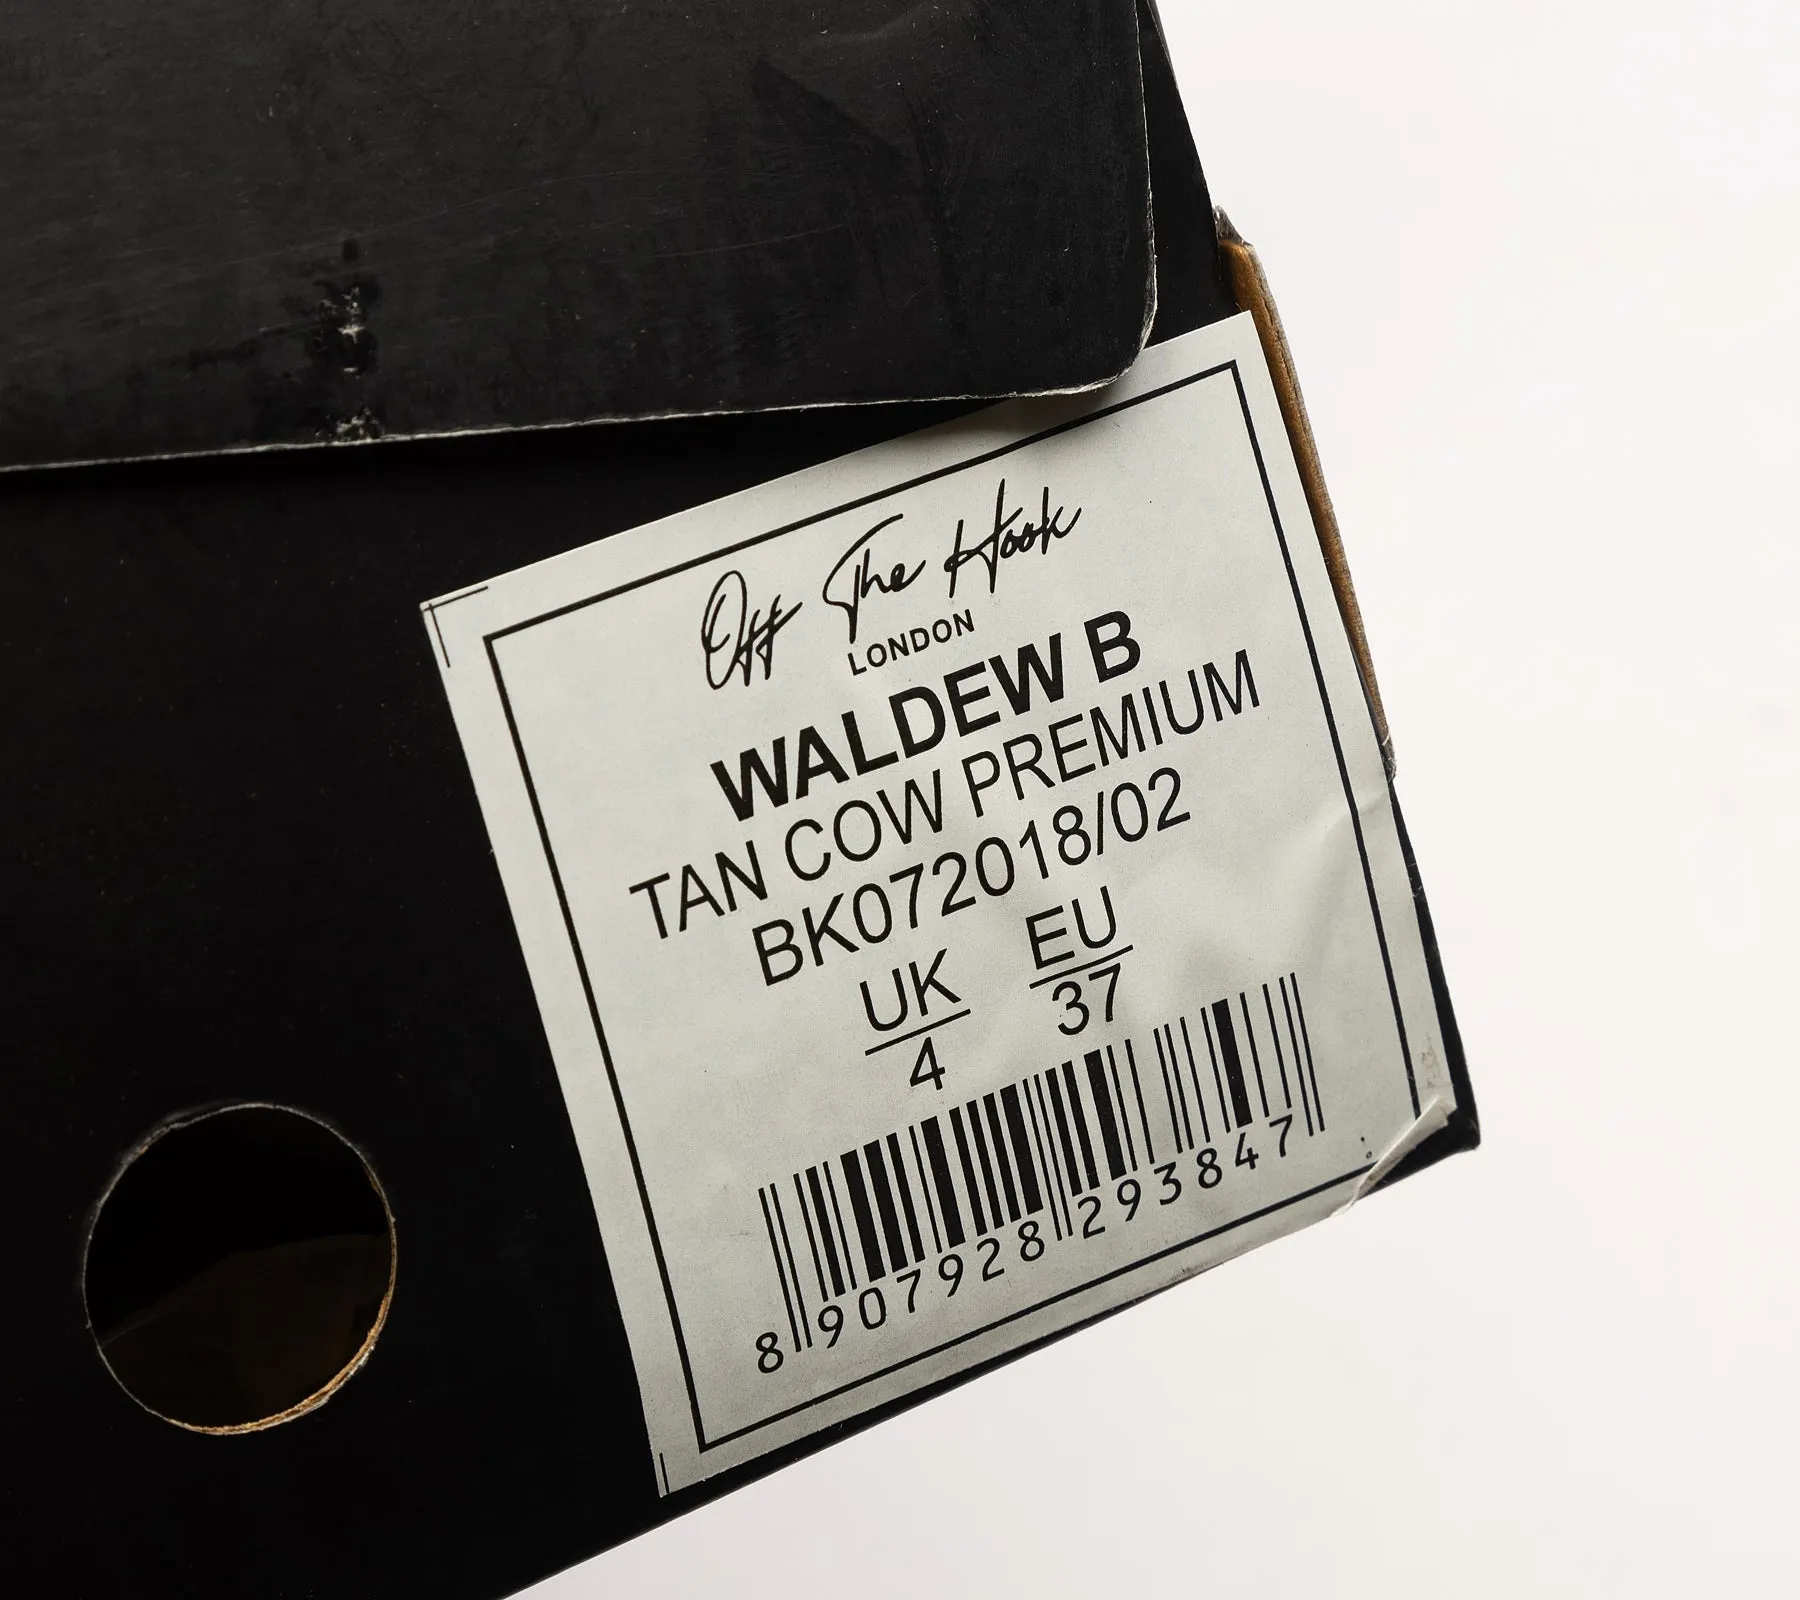 Off The Hook
LONDON
WALDEW B
TAN COW PREMIUM
BK072018/02
UK EU
4 37
8 907928 293847